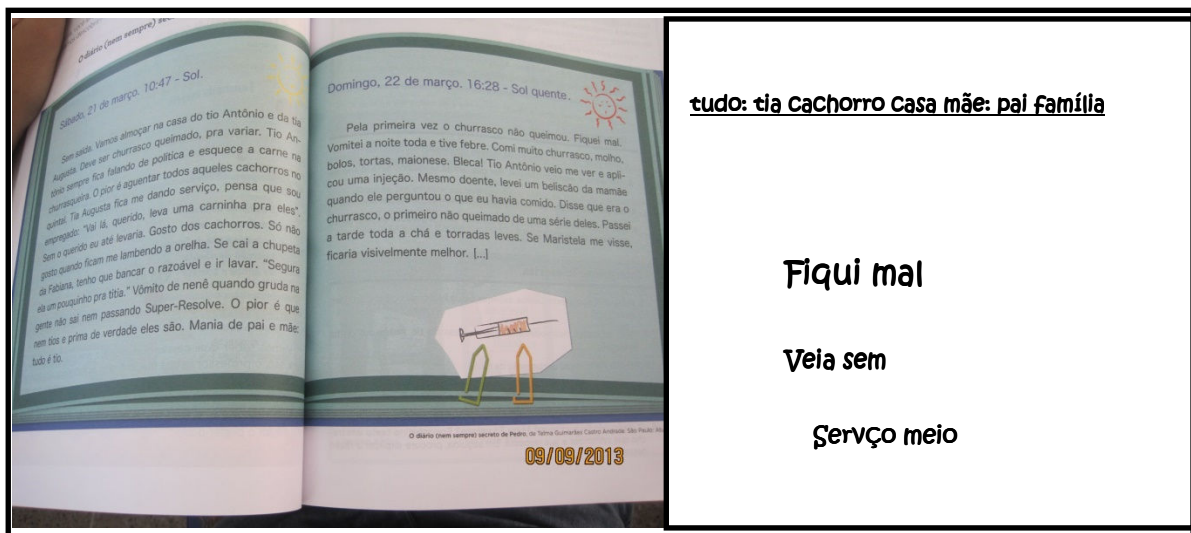 O diário (nem sempre) sec
Sábado, 21 de março. 10:47 - Sol.
Sem saída. Vamos almoçar na casa do tio Antônio e da tia
Augusta. Deve ser churrasco queimado, pra variar. Tio An-
tônio sempre fica falando de política e esquece a carne na
churrasqueira. O pior é aguentar todos aqueles cachorros no
quintal. Tia Augusta fica me dando serviço, pensa que sou
empregado: "Vai lá, querido, leva uma carninha pra eles".
Sem o querido eu até levaria. Gosto dos cachorros. Só não
gosto quando ficam me lambendo a orelha. Se cai a chupeta
da Fabiana, tenho que bancar o razoável e ir lavar. "Segura
ela um pouquinho pra titia." Vômito de nenê quando gruda na
gente não sai nem passando Super-Resolve. O pior é que
nem tios e prima de verdade eles são. Mania de pai e mãe:
tudo é tio.
Domingo, 22 de março. 16:28 - Sol quente.
Pela primeira vez o churrasco não queimou. Fiquei mal.
Vomitei a noite toda e tive febre. Comi muito churrasco, molho,
bolos, tortas, maionese. Bleca! Tio Antônio veio me ver e apli-
cou uma injeção. Mesmo doente, levei um beliscão da mamãe
quando ele perguntou o que eu havia comido. Disse que era o
churrasco, o primeiro não queimado de uma série deles. Passei
a tarde toda a chá e torradas leves. Se Maristela me visse,
ficaria visivelmente melhor. [...]
O diário (nem sempre) secreto de Pedro, de Telma Guimarães Castro Andrade. São Paulo:
09/09/2013
tudo: tia cachorro casa mãe: pai família
Fiqui mal
Veia sem
Servço meio